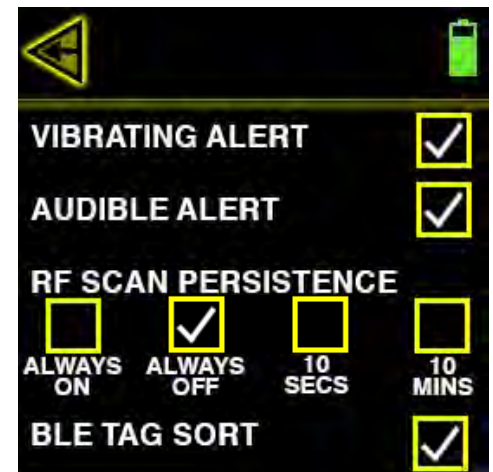 VIBRATING ALERT
AUDIBLE ALERT
RF SCAN PERSISTENCE
ALWAYS ON
ALWAYS OFF
10 SECS
10 MINS
BLE TAG SORT